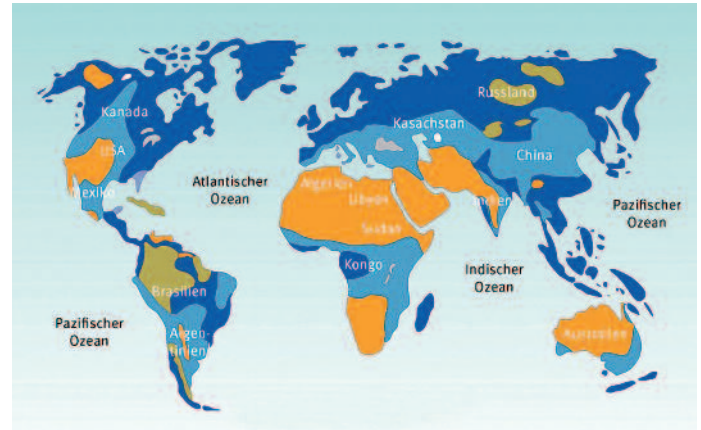 Russland
Kanada
Kasachstan
USA
China
Mexiko
Atlantischer
Ozean
Algerien
Libyen
Indien
Pazifischer
Ozean
Sudan
Kongo
Indischer
Ozean
Brasilien
Pazifischer
Ozean
Argen-
tinien
Australien